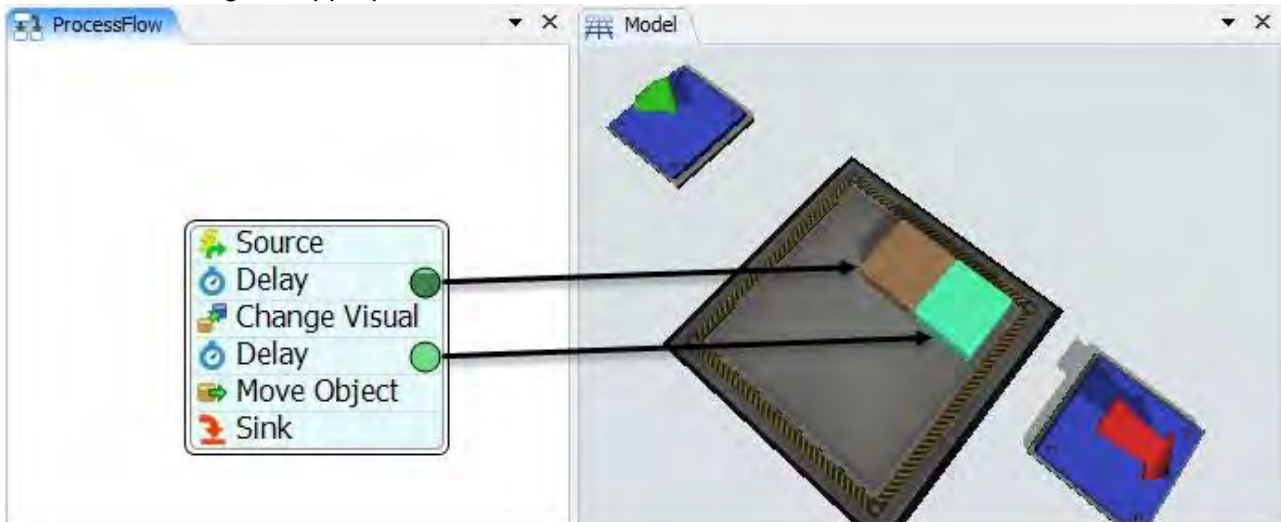 ProcessFlow
Model
Source
Delay
Change Visual
Delay
Move Object
Sink